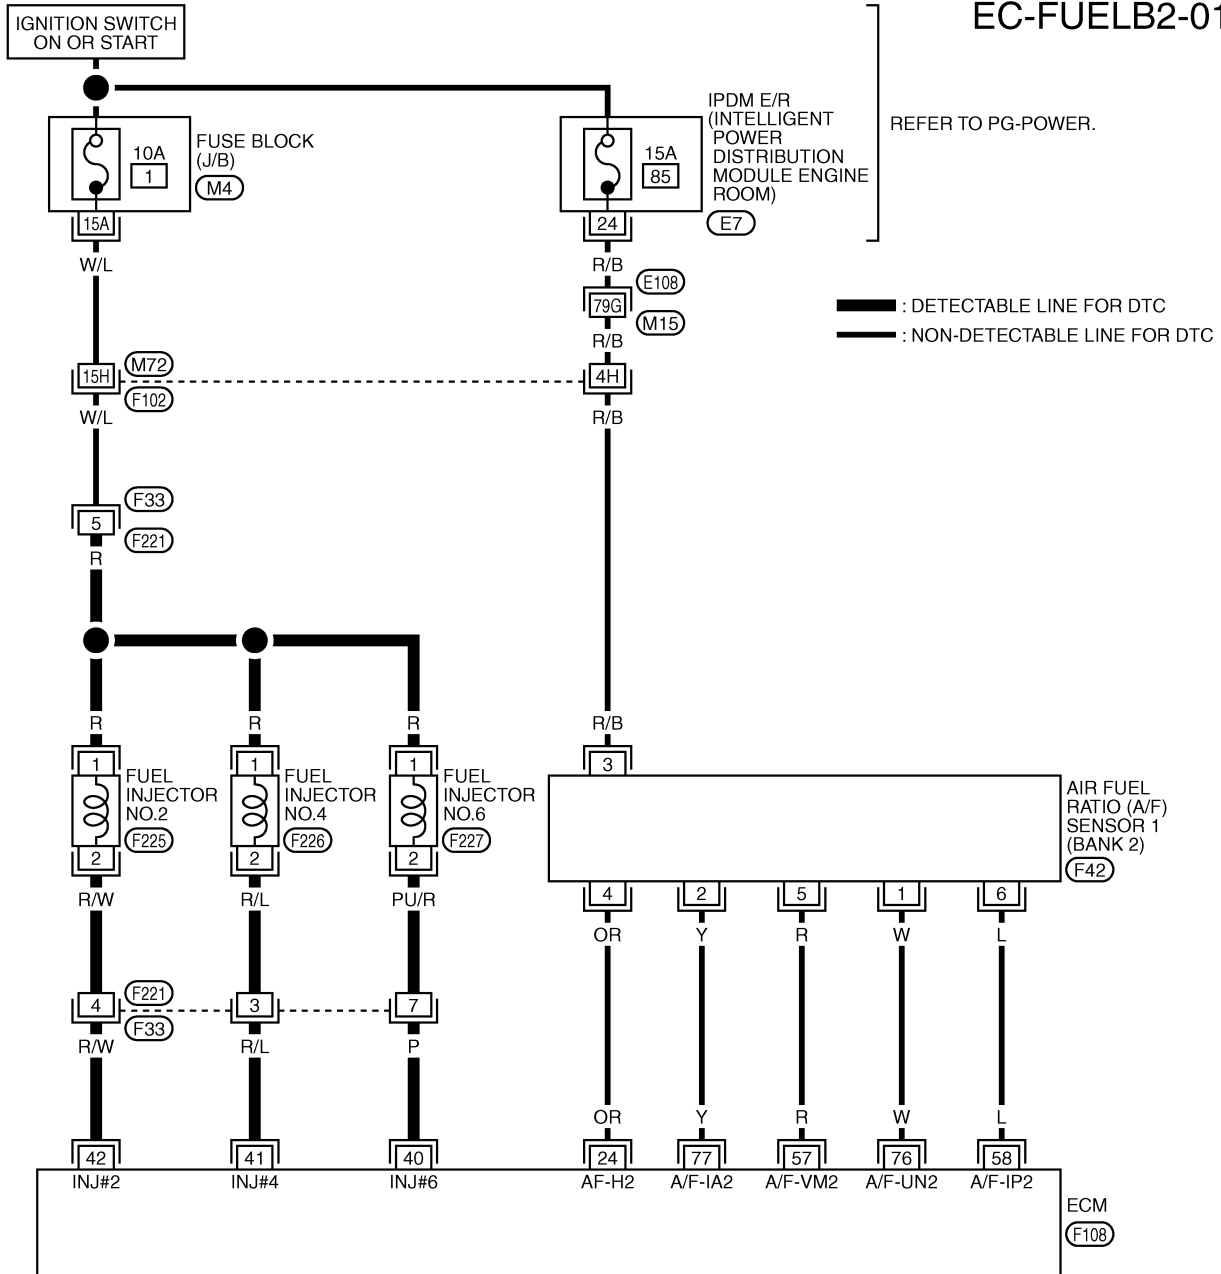 EC-FUELB2-01
IGNITION SWITCH
ON OR START
FUSE BLOCK
(J/B)
M4
10A
1
15A
IPDM E/R
(INTELLIGENT
POWER
DISTRIBUTION
MODULE ENGINE
ROOM)
E7
15A
85
24
REFER TO PG-POWER.
W/L
R/B
E108
79G
M15
R/B
: DETECTABLE LINE FOR DTC
: NON-DETECTABLE LINE FOR DTC
15H
M72
F102
4H
W/L
R/B
5
F33
F221
R
R
R
R
R/B
1
1
1
3
FUEL
INJECTOR
NO.2
F225
FUEL
INJECTOR
NO.4
F226
FUEL
INJECTOR
NO.6
F227
AIR FUEL
RATIO (A/F)
SENSOR 1
(BANK 2)
F42
2
2
2
4
2
5
1
6
R/W
R/L
PU/R
OR
Y
R
W
L
4
F221
F33
3
7
R/W
R/L
P
OR
Y
R
W
L
42
41
40
24
77
57
76
58
INJ#2
INJ#4
INJ#6
AF-H2
A/F-IA2
A/F-VM2
A/F-UN2
A/F-IP2
ECM
F108